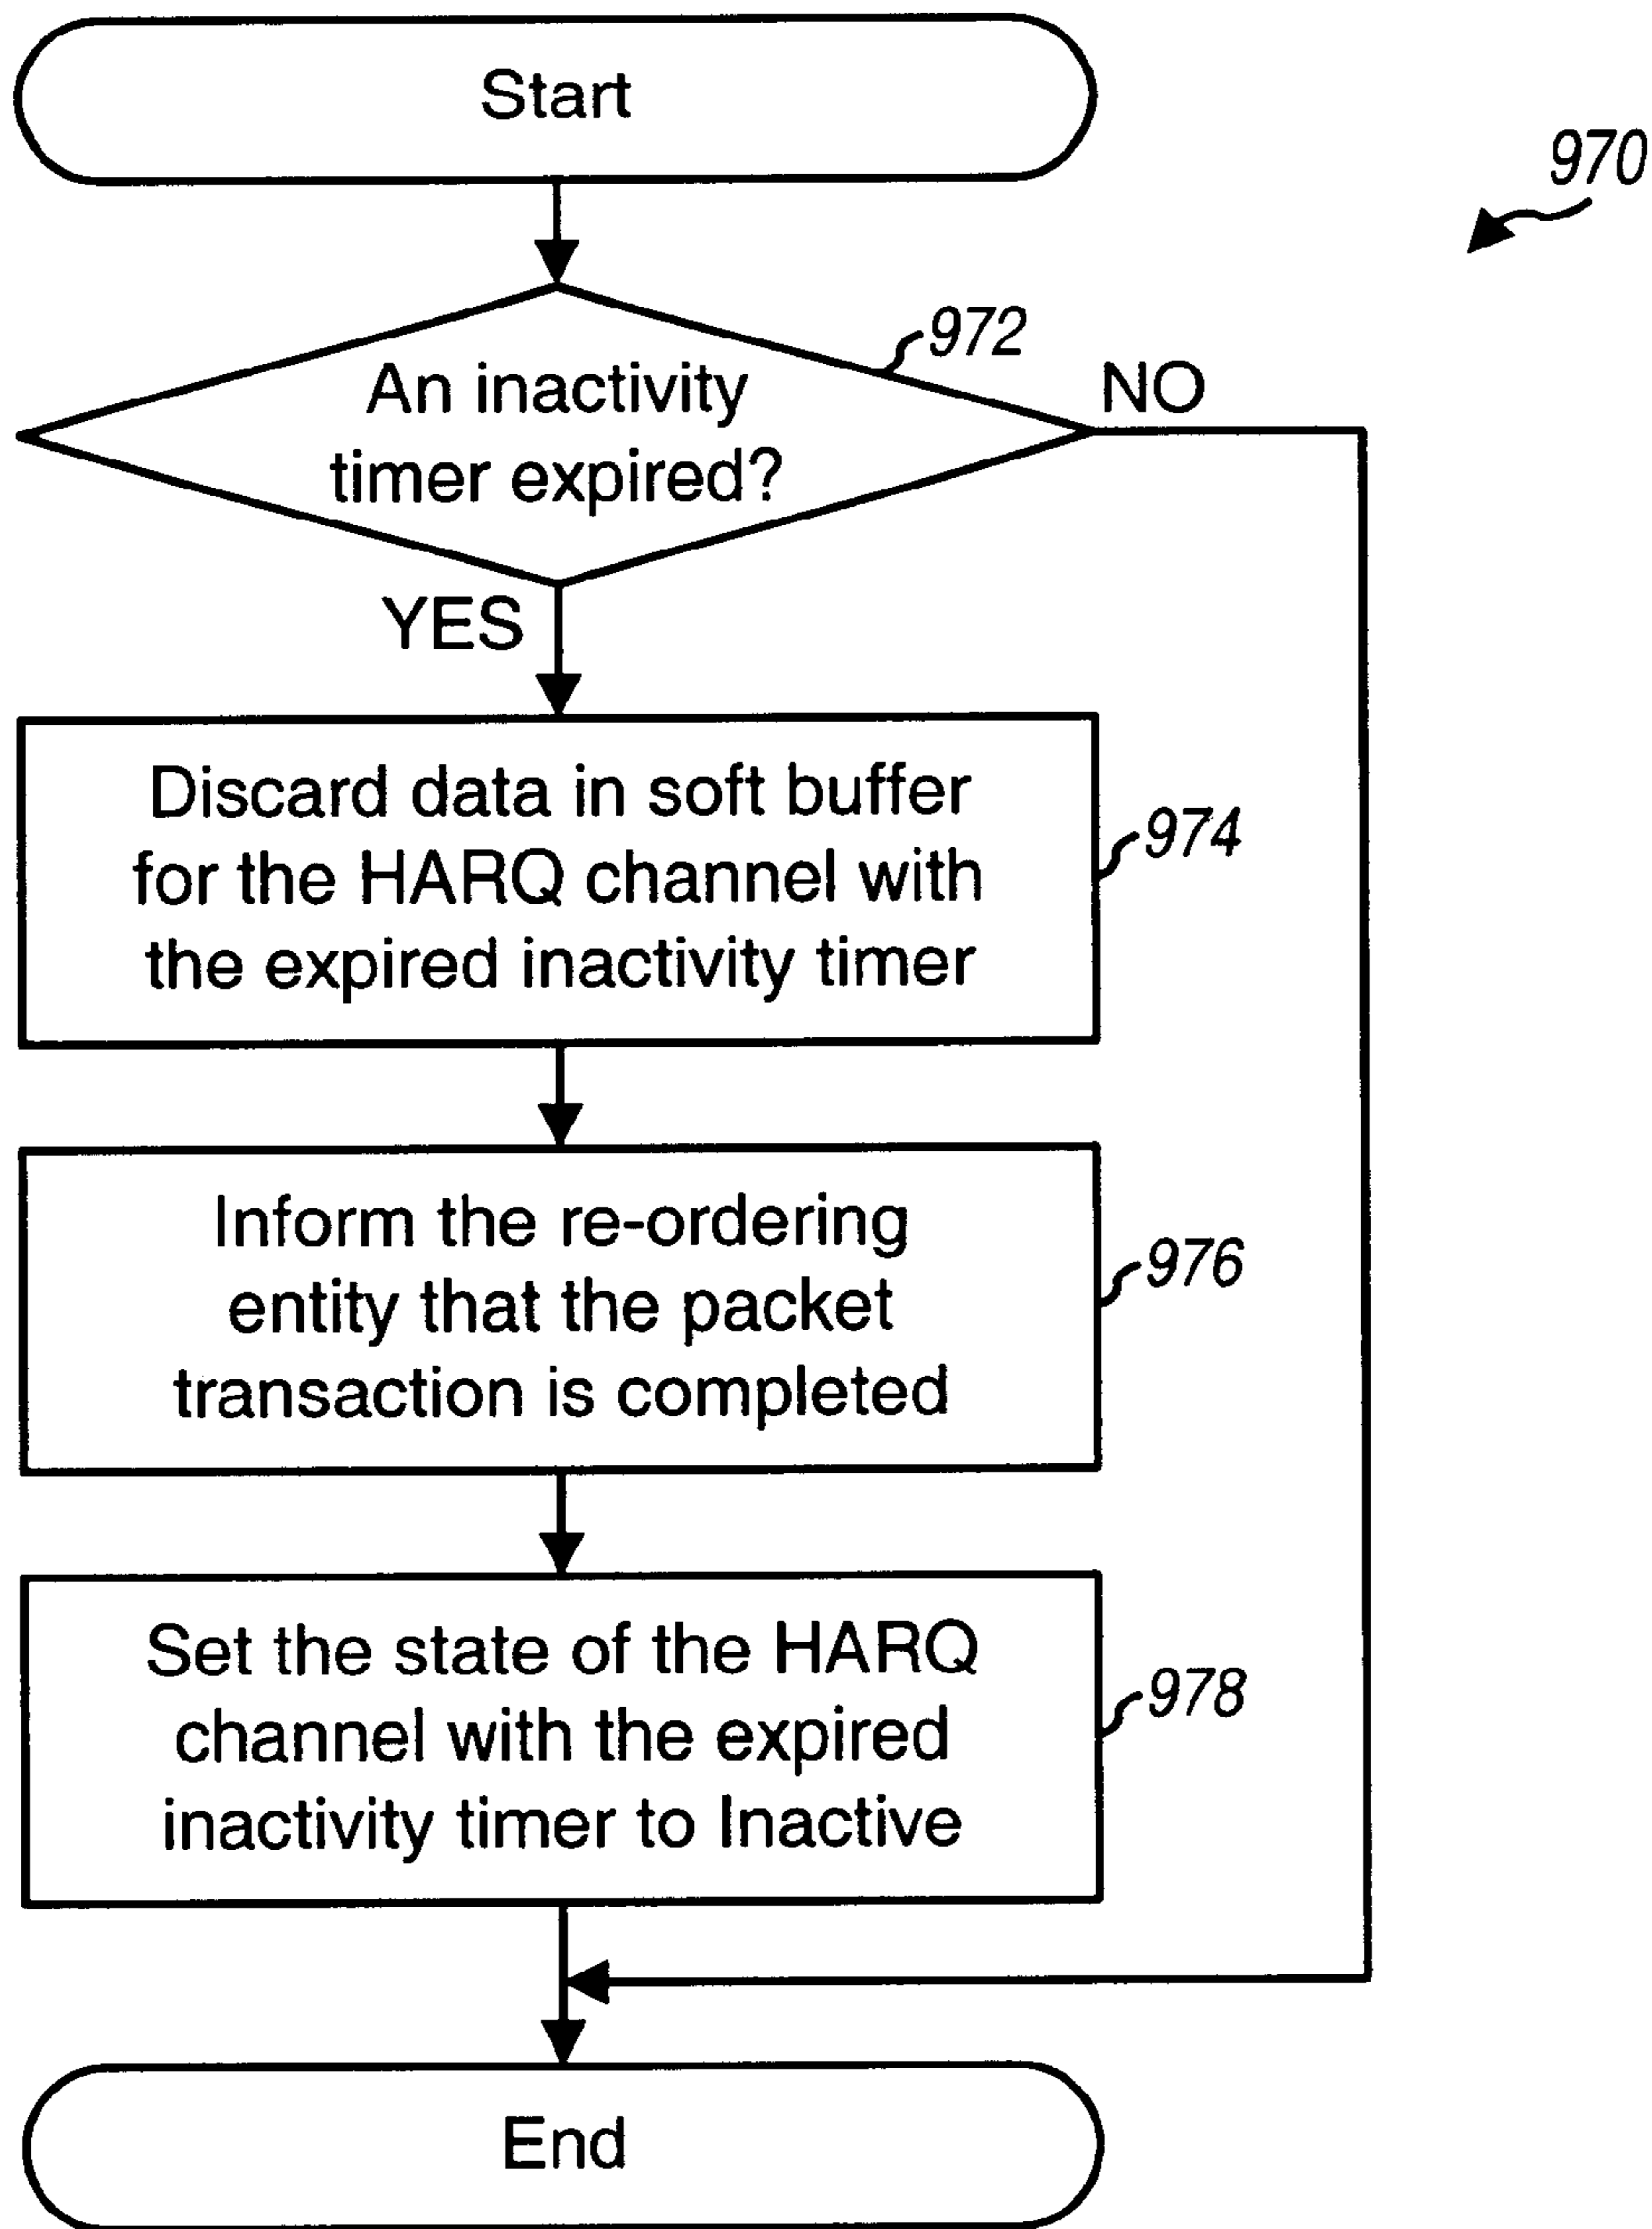 Start
970
972
An inactivity
timer expired?
NO
YES
Discard data in soft buffer
for the HARQ channel with
the expired inactivity timer
974
Inform the re-ordering
entity that the packet
transaction is completed
976
Set the state of the HARQ
channel with the expired
inactivity timer to Inactive
978
End